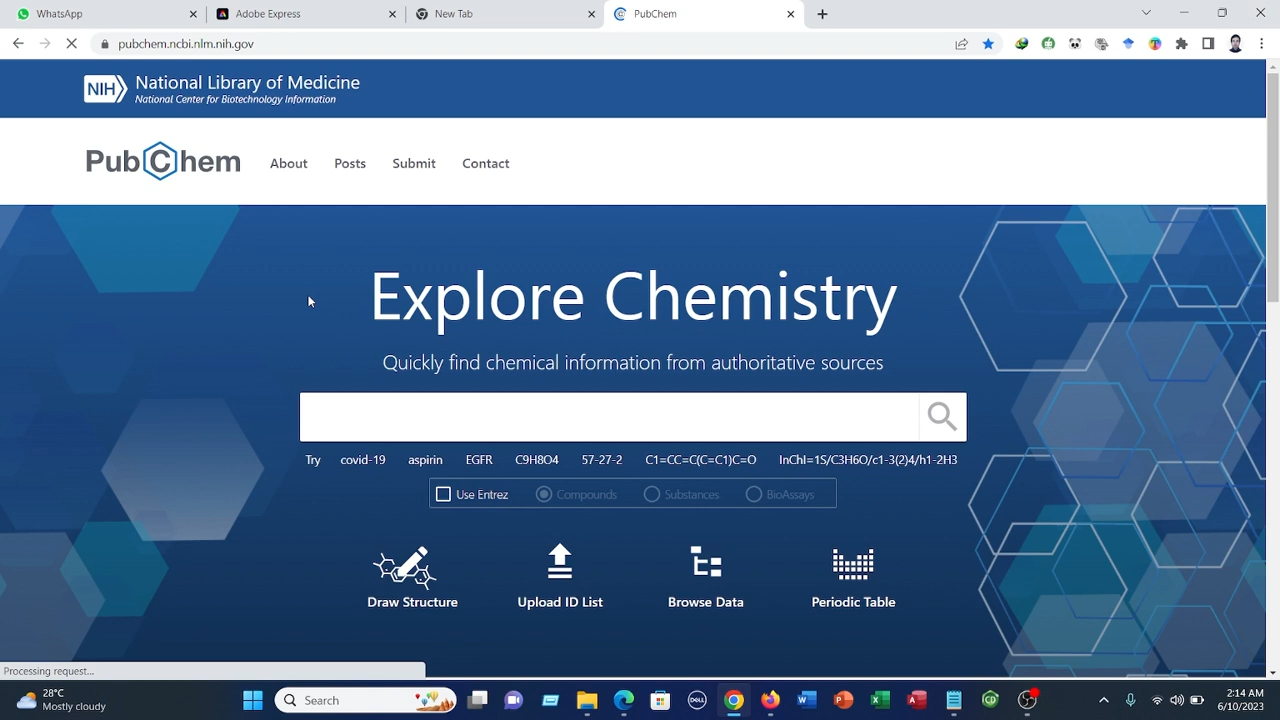 WhatsApp
Adobe Express
New Tab
PubChem
pubchem.ncbi.nlm.nih.gov
NIH
National Library of Medicine
National Center for Biotechnology Information
PubChem
About
Posts
Submit
Contact
Explore Chemistry
Quickly find chemical information from authoritative sources
Try covid-19 aspirin EGFR C9H8O4 57-27-2 C1=CC=C(C=C1)C=O InChI=1S/C3H6O/c1-3(2)4/h1-2H3
Use Entrez Compounds Substances BioAssays
Draw Structure
Upload ID List
Browse Data
Periodic Table
Processing request...
28°C
Mostly cloudy
Search
DELL
2:14 AM
6/10/2023